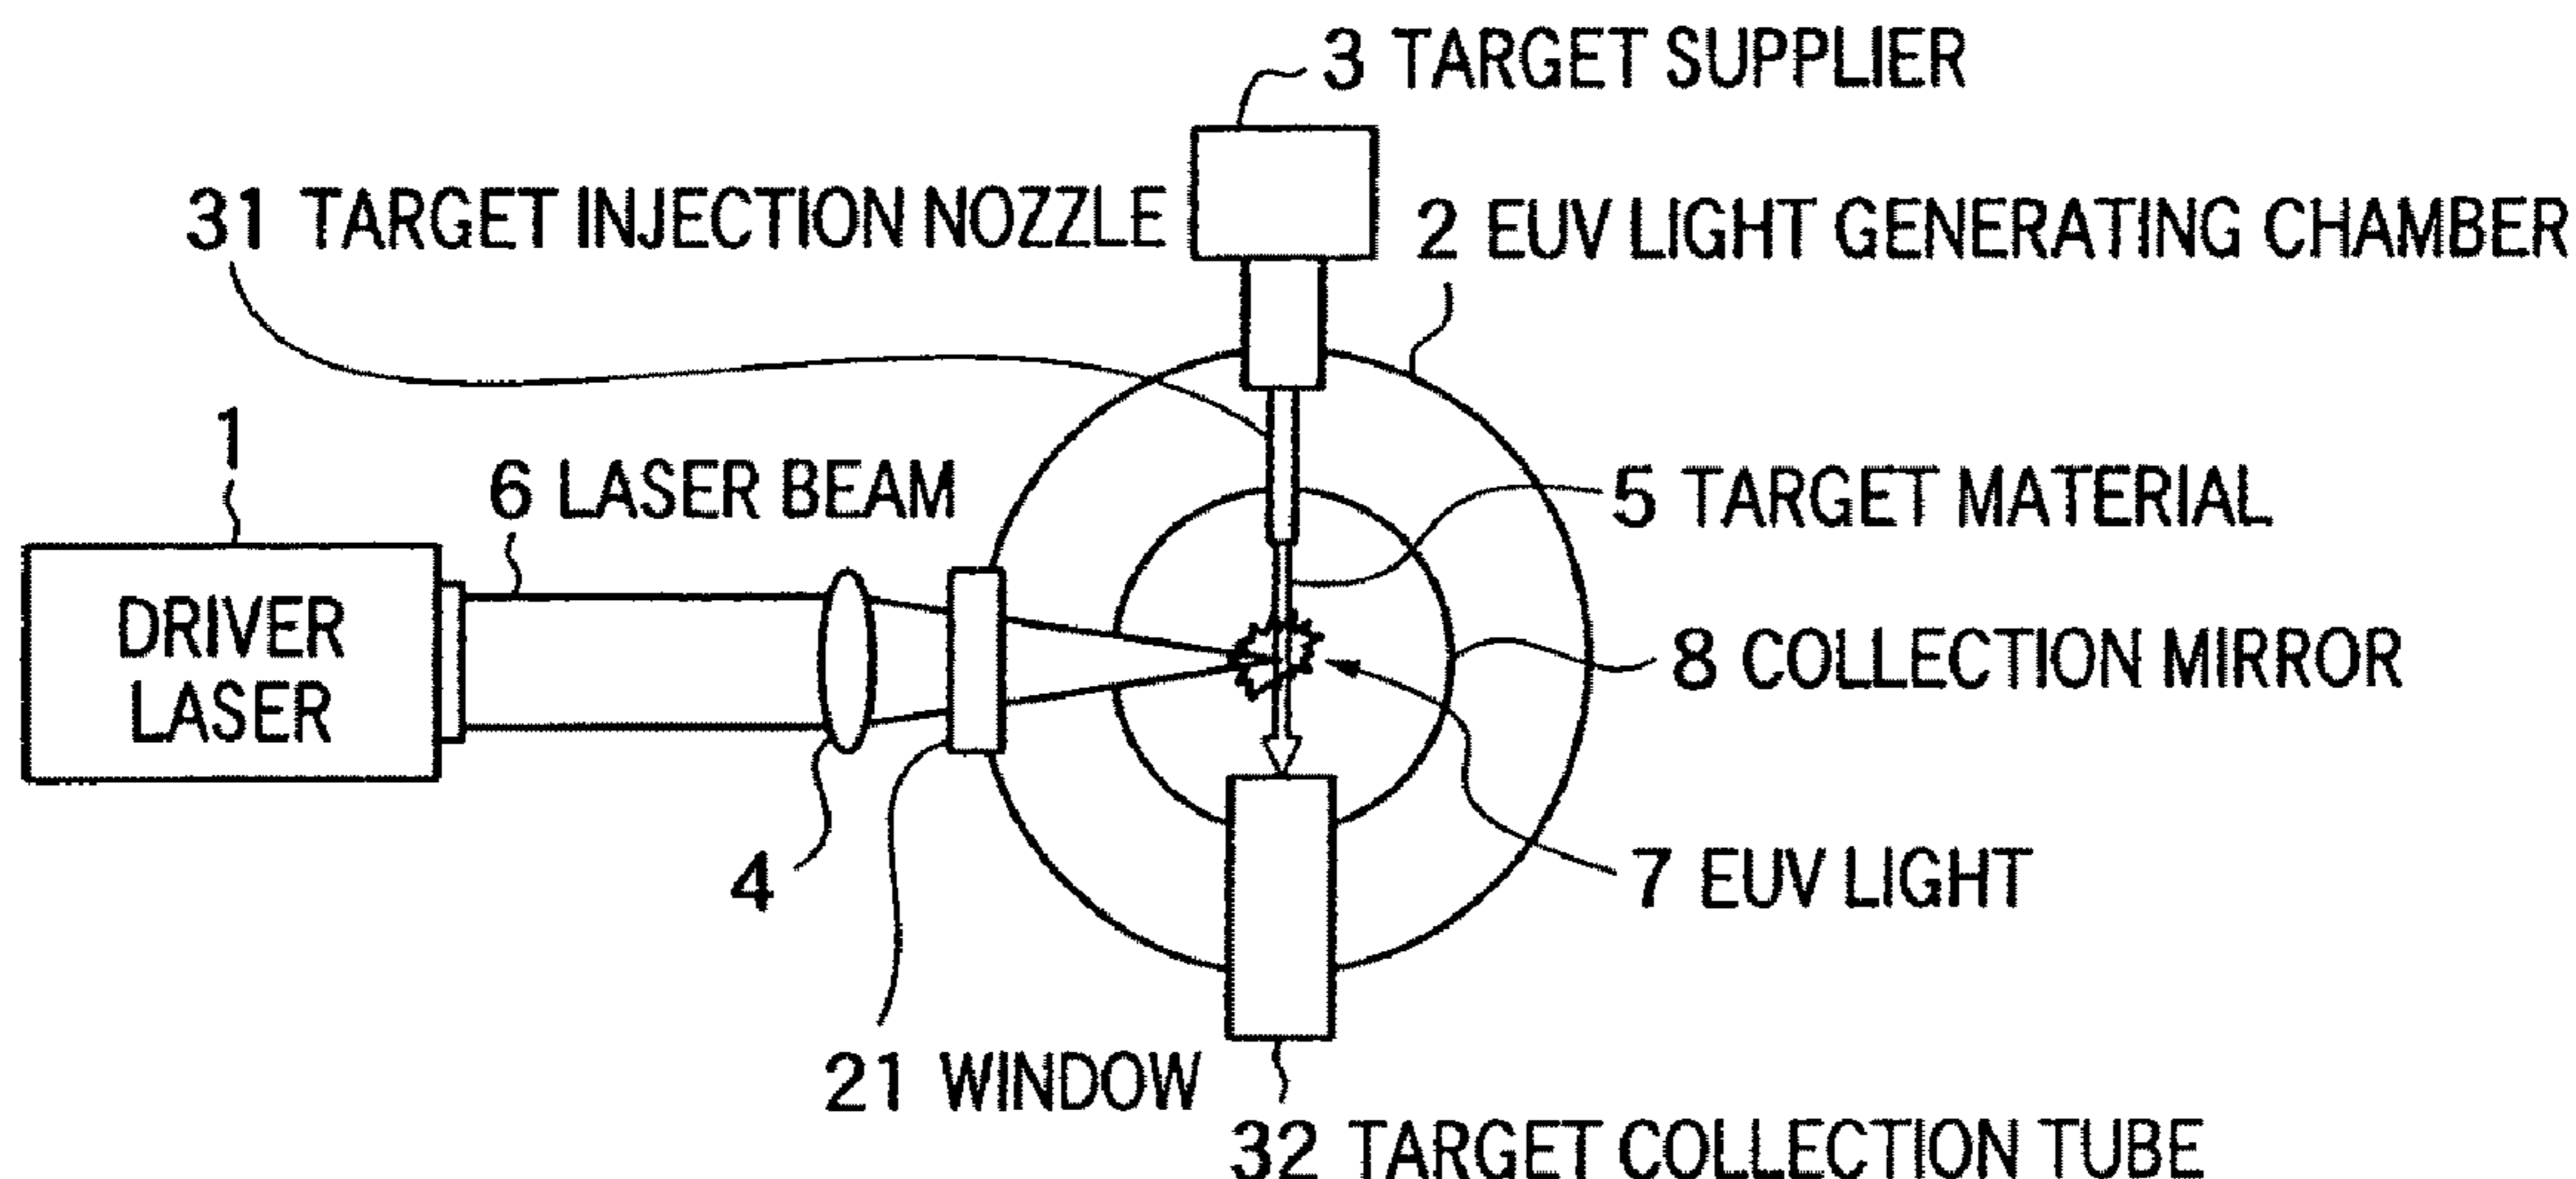 3 TARGET SUPPLIER
31 TARGET INJECTION NOZZLE
2 EUV LIGHT GENERATING CHAMBER
1
6 LASER BEAM
5 TARGET MATERIAL
DRIVER
LASER
8 COLLECTION MIRROR
4
7 EUV LIGHT
21 WINDOW
32 TARGET COLLECTION TUBE